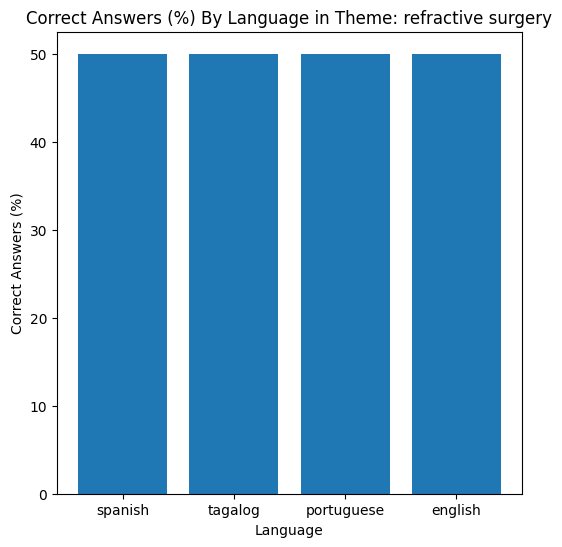 Correct Answers (%) By Language in Theme: refractive surgery
50
40
30
20
10
0
Correct Answers (%)
spanish tagalog portuguese english
Language